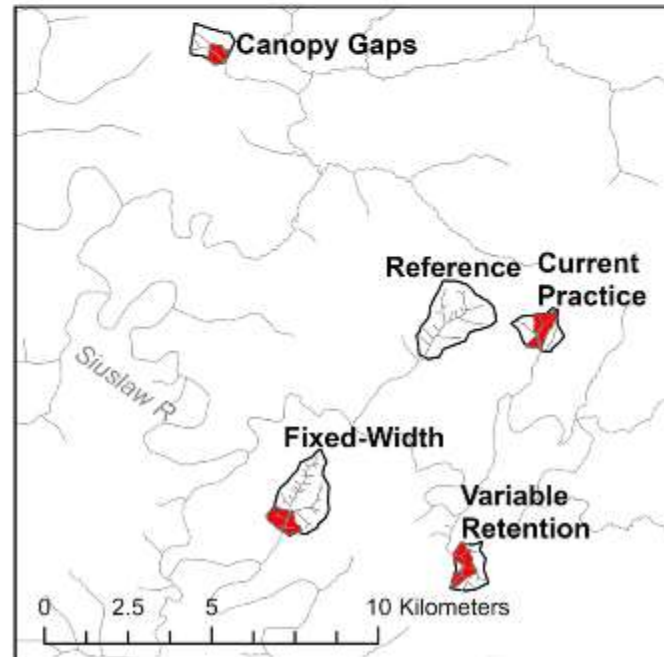 Canopy Gaps
Reference
Current
Practice
Siuslaw R
Fixed-Width
Variable
Retention
0 2.5 5 10 Kilometers